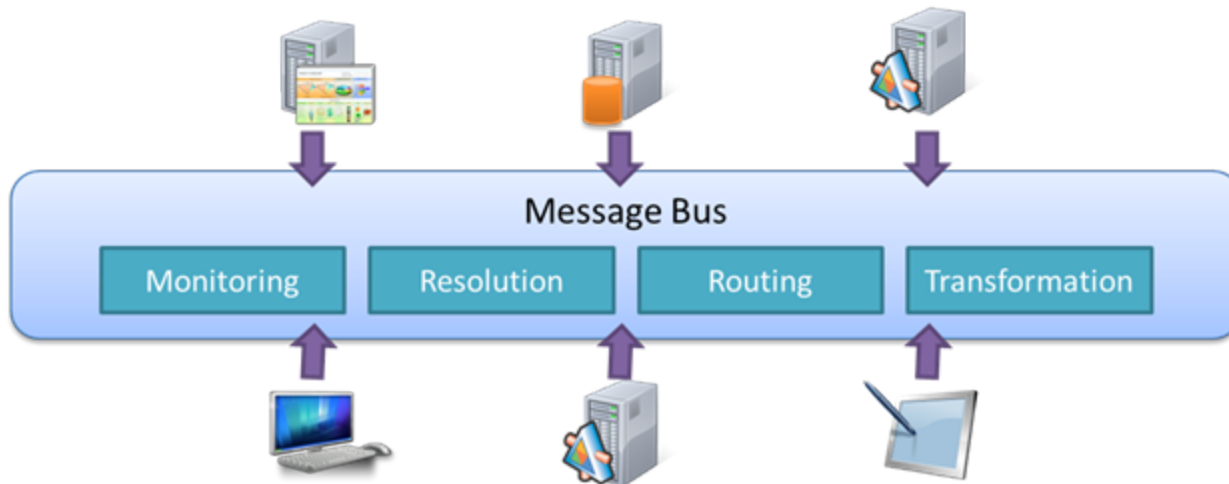 Message Bus
Monitoring
Resolution
Routing
Transformation